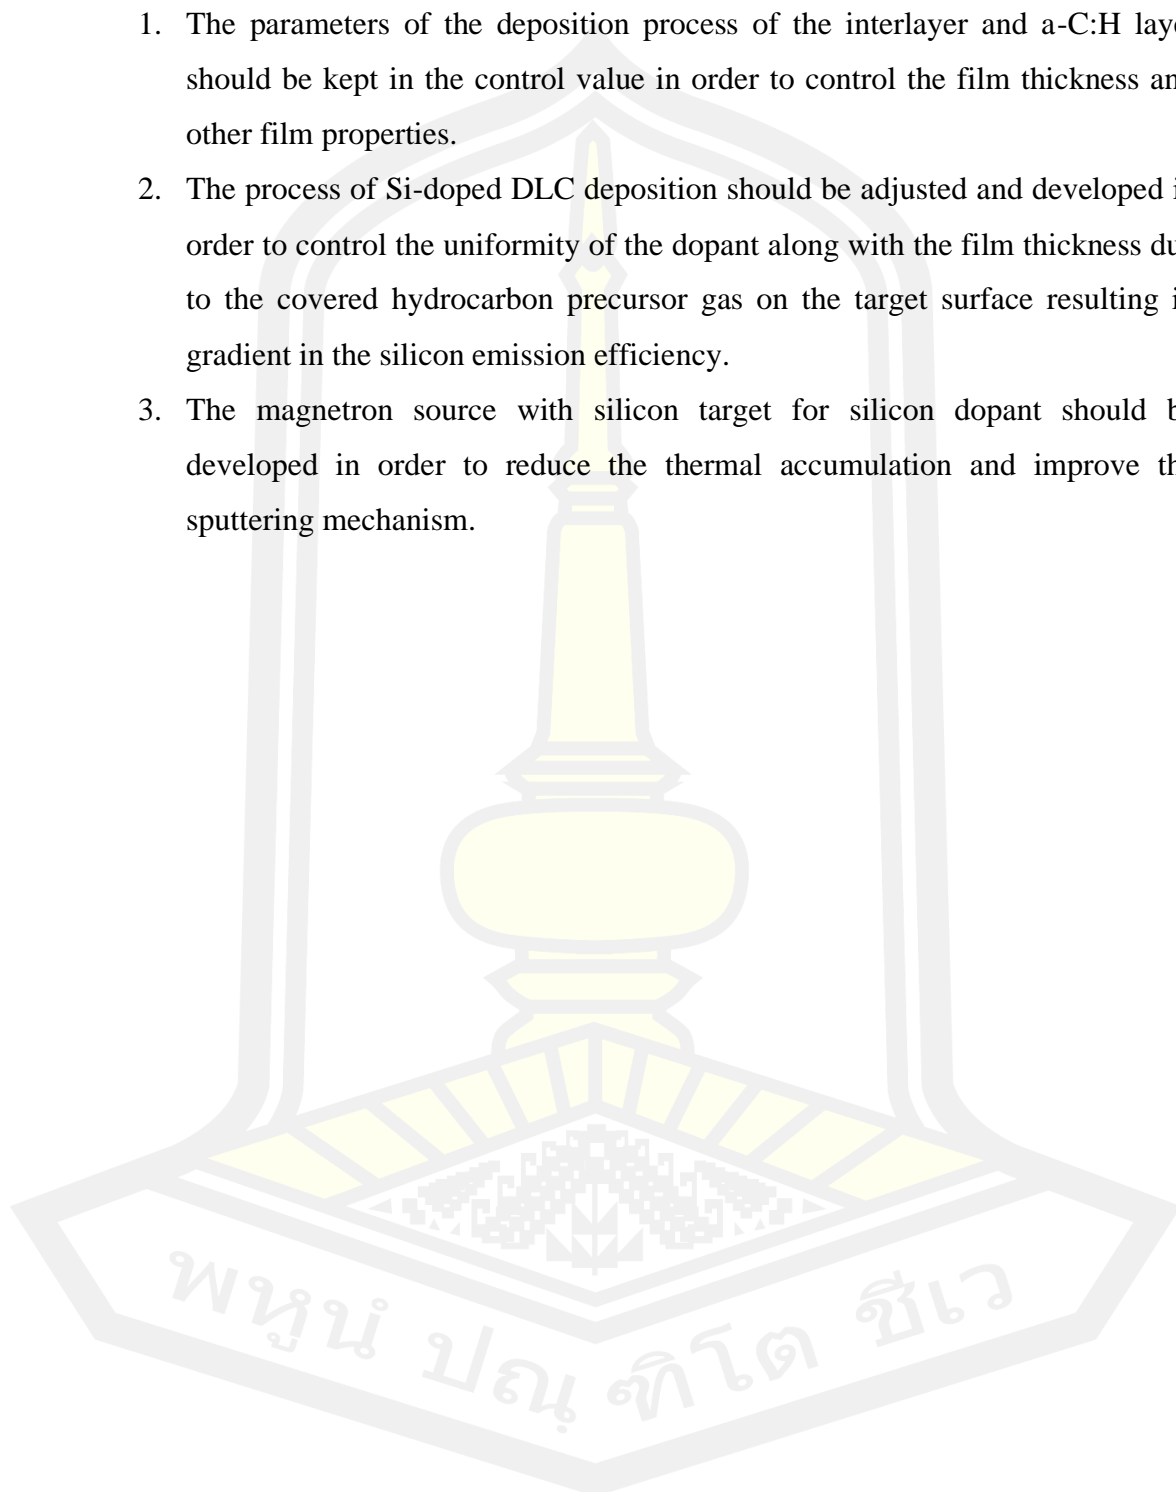 1. The parameters of the deposition process of the interlayer and a-C:H laye
should be kept in the control value in order to control the film thickness an
other film properties.
2. The process of Si-doped DLC deposition should be adjusted and developed i
order to control the uniformity of the dopant along with the film thickness du
to the covered hydrocarbon precursor gas on the target surface resulting i
gradient in the silicon emission efficiency.
3. The magnetron source with silicon target for silicon dopant should b
developed in order to reduce the thermal accumulation and improve th
sputtering mechanism.
พหูนํ ปณฺฑิโต ชีเว